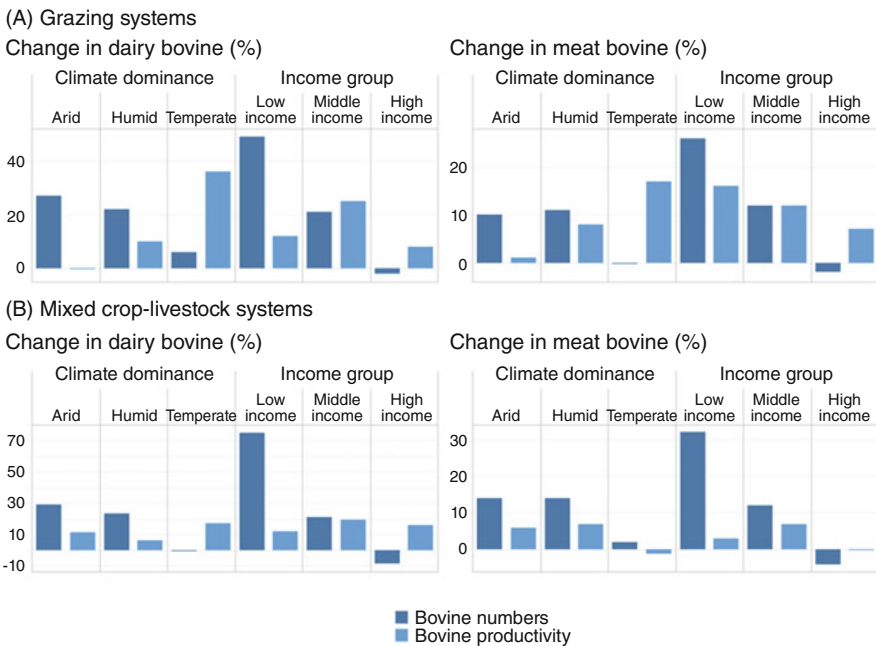 (A) Grazing systems
Change in dairy bovine (%)
Climate dominance
Income group
Arid
Humid
Temperate
Low
income
Middle
income
High
income
40
20
0
Change in meat bovine (%)
Climate dominance
Income group
Arid
Humid
Temperate
Low
income
Middle
income
High
income
20
10
0
(B) Mixed crop-livestock systems
Change in dairy bovine (%)
Climate dominance
Income group
Arid
Humid
Temperate
Low
income
Middle
income
High
income
70
50
30
10
-10
Change in meat bovine (%)
Climate dominance
Income group
Arid
Humid
Temperate
Low
income
Middle
income
High
income
30
20
10
0
Bovine numbers
Bovine productivity